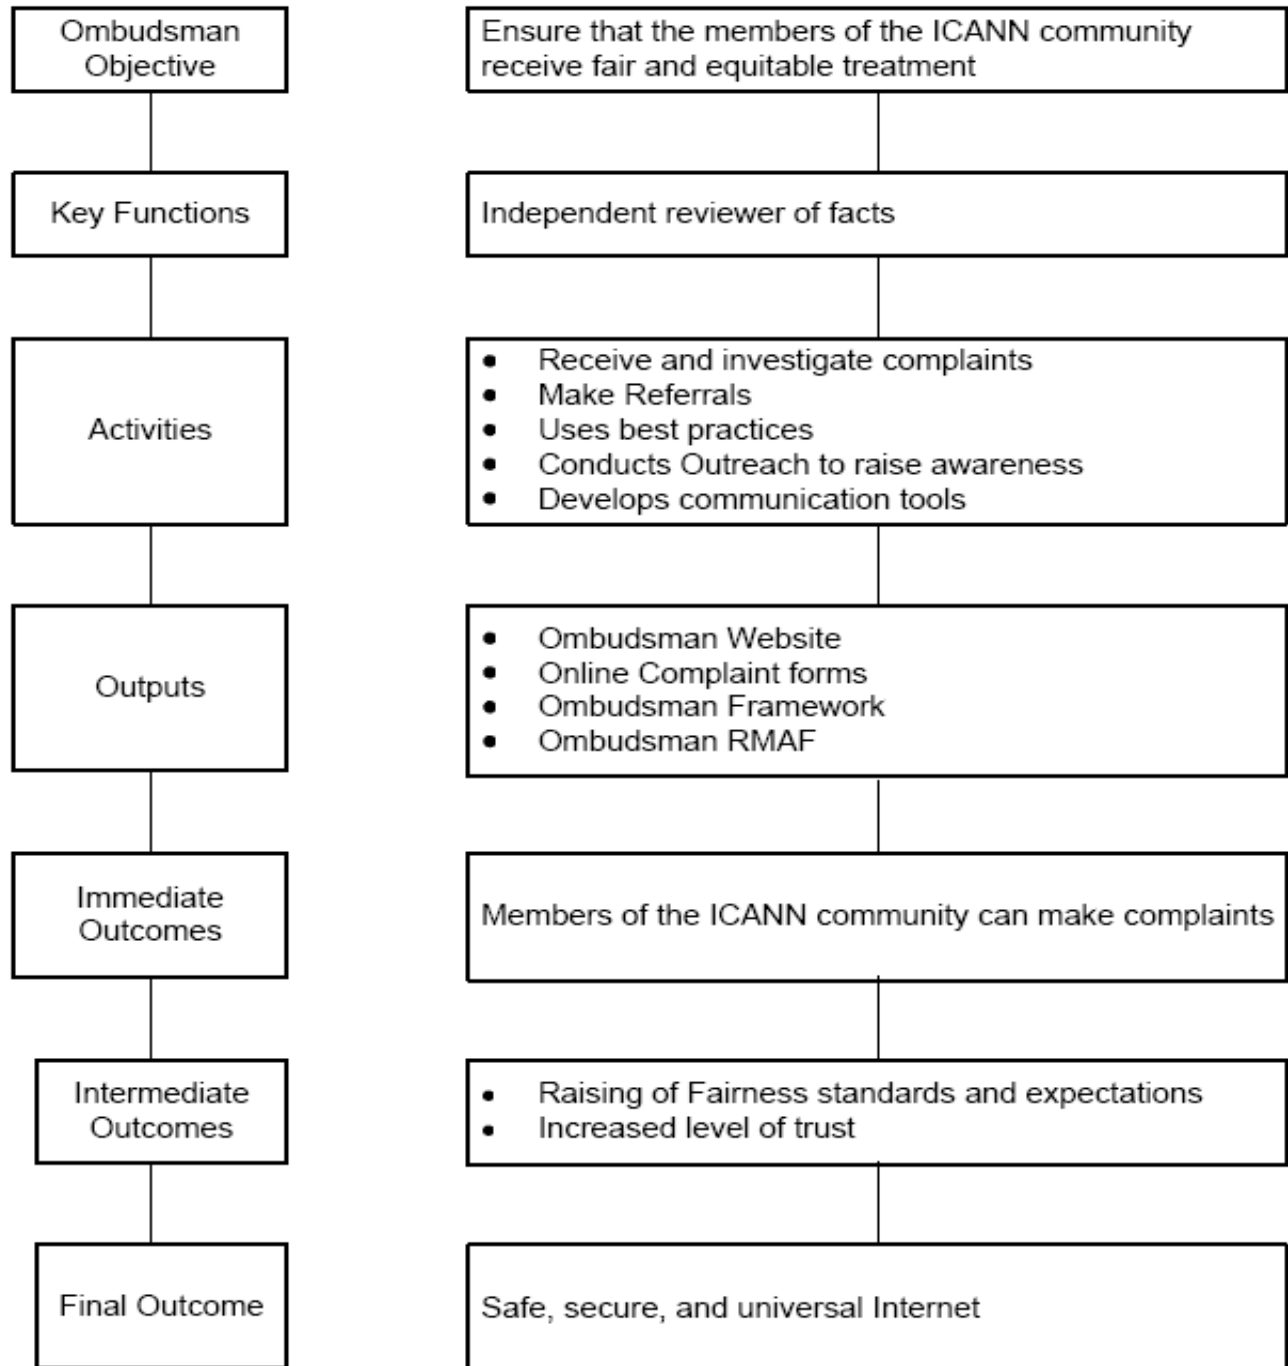 Ombudsman
Objective
Ensure that the members of the ICANN community
receive fair and equitable treatment
Key Functions
Independent reviewer of facts
Activities
• Receive and investigate complaints
• Make Referrals
• Uses best practices
• Conducts Outreach to raise awareness
• Develops communication tools
Outputs
• Ombudsman Website
• Online Complaint forms
• Ombudsman Framework
• Ombudsman RMAF
Immediate
Outcomes
Members of the ICANN community can make complaints
Intermediate
Outcomes
• Raising of Fairness standards and expectations
• Increased level of trust
Final Outcome
Safe, secure, and universal Internet